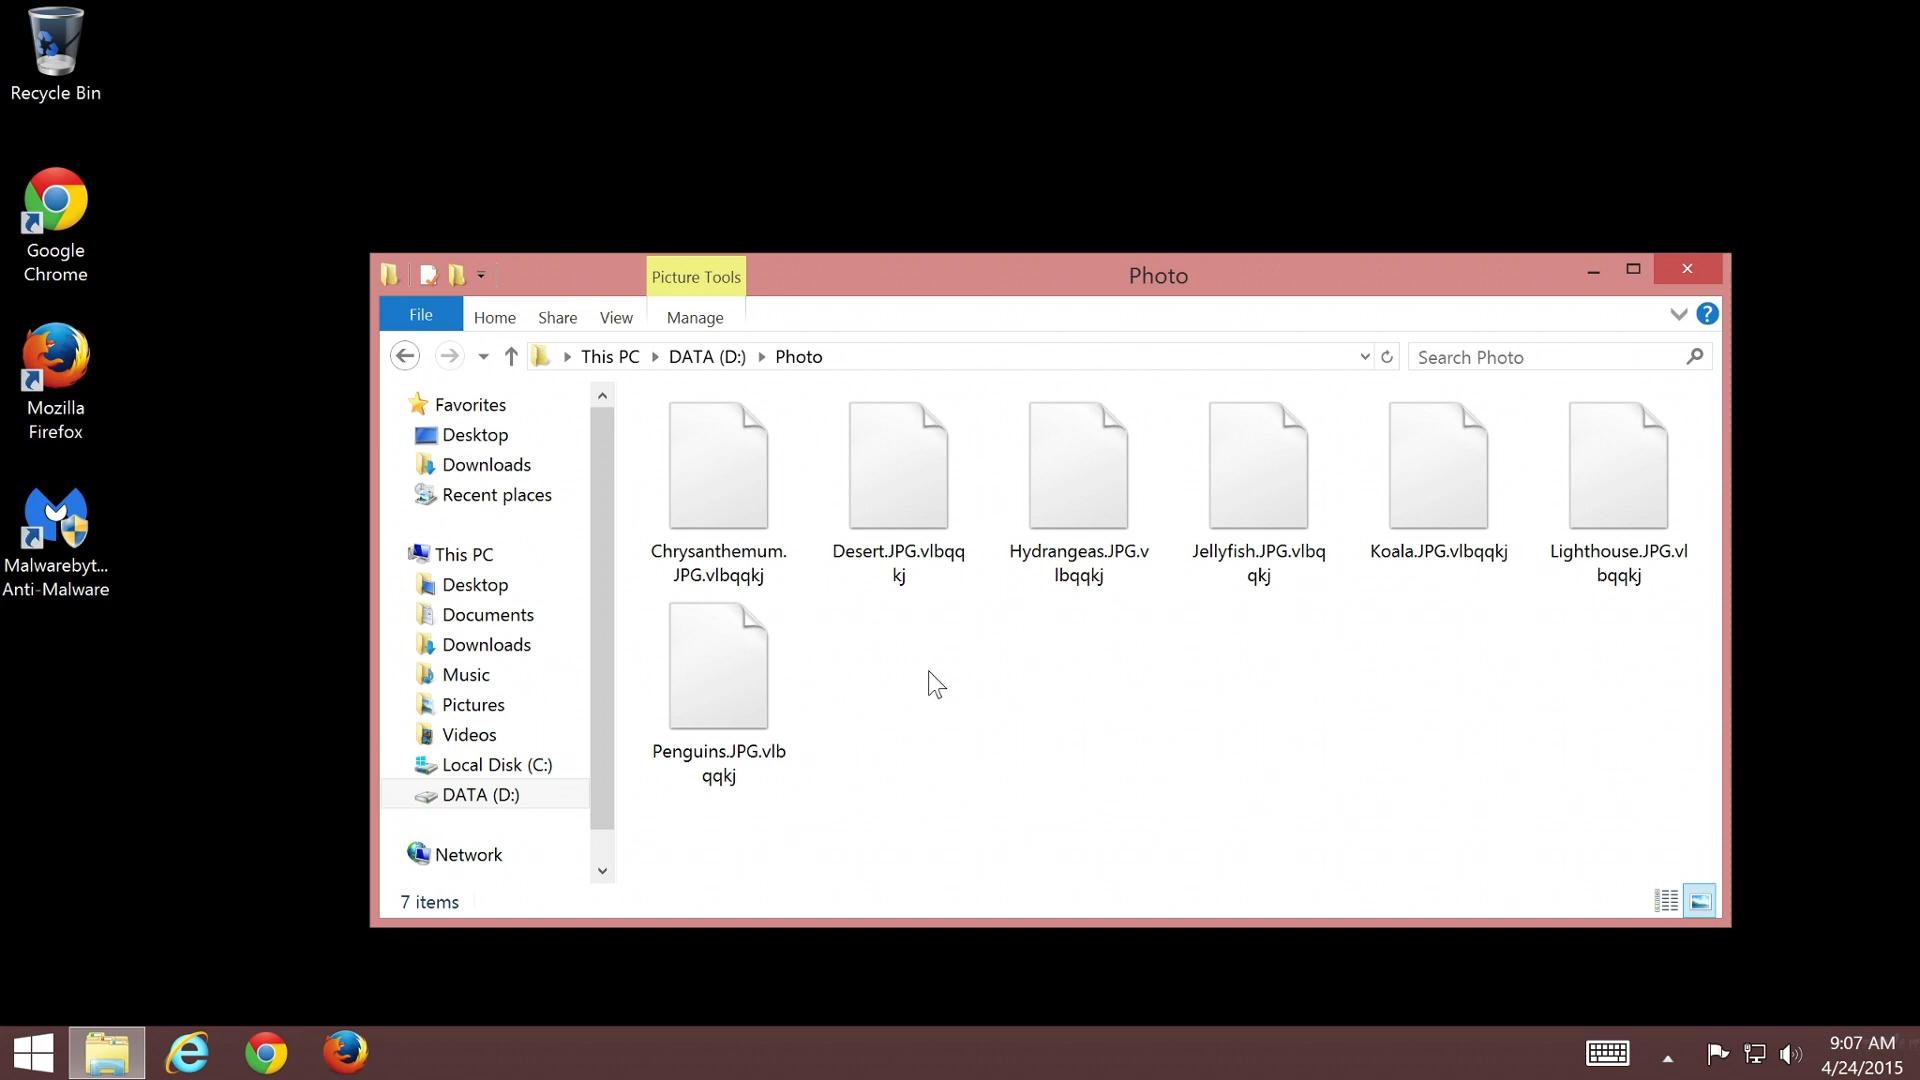 Recycle Bin
Google
Chrome
Mozilla
Firefox
Malwarebyt...
Anti-Malware
Picture Tools
Photo
File
Home
Share
View
Manage
?
This PC
DATA (D:)
Photo
Search Photo
Favorites
Desktop
Downloads
Recent places
This PC
Desktop
Documents
Downloads
Music
Pictures
Videos
Local Disk (C:)
DATA (D:)
Network
Chrysanthemum.
JPG.vlbqqkj
Desert.JPG.vlbqq
kj
Hydrangeas.JPG.v
lbqqkj
Jellyfish.JPG.vlbq
qkj
Koala.JPG.vlbqqkj
Lighthouse.JPG.vl
bqqkj
Penguins.JPG.vlb
qqkj
7 items
9:07 AM
4/24/2015